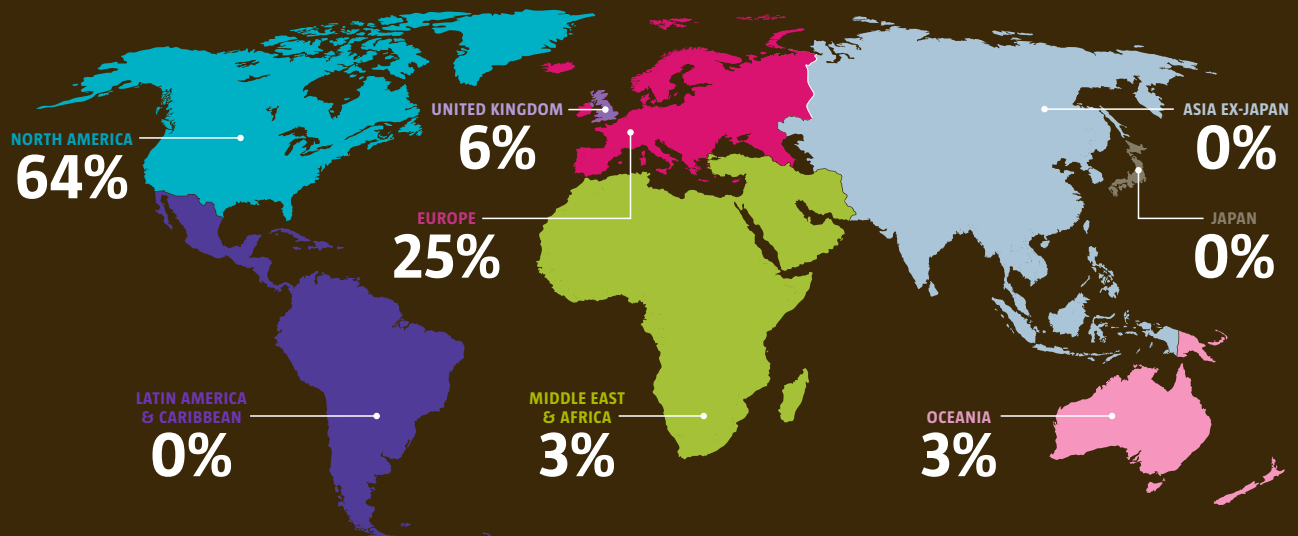 NORTH AMERICA
64%
UNITED KINGDOM
6%
ASIA EX-JAPAN
0%
EUROPE
25%
JAPAN
0%
LATIN AMERICA
& CARIBBEAN
0%
MIDDLE EAST
& AFRICA
3%
OCEANIA
3%